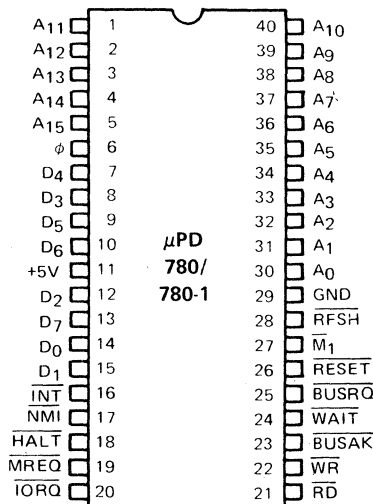 A11 1 40 A10
A12 2 39 A9
A13 3 38 A8
A14 4 37 A7
A15 5 36 A6
ϕ 6 35 A5
D4 7 34 A4
D3 8 33 A3
D5 9 32 A2
D6 10 μPD 31 A1
+5V 11 780/ 30 A0
D2 12 780-1 29 GND
D7 13 28 RFSH
D0 14 27 M1
D1 15 26 RESET
INT 16 25 BUSRQ
NMI 17 24 WAIT
HALT 18 23 BUSAK
MREQ 19 22 WR
IORQ 20 21 RD